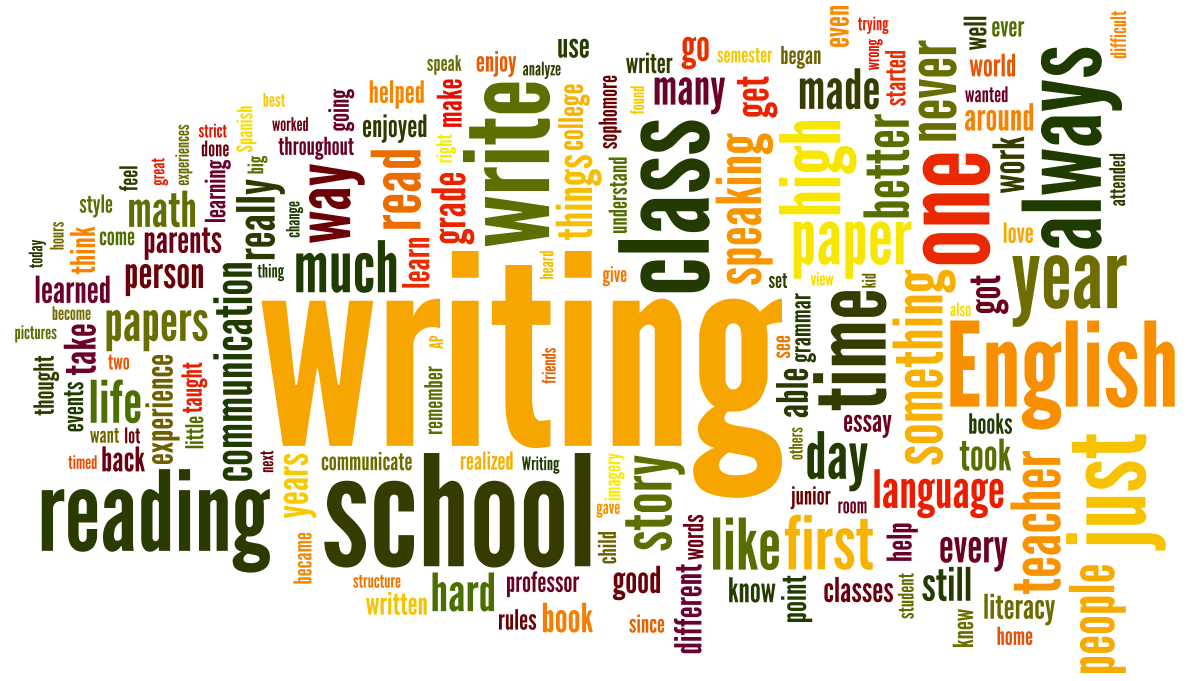 even
trying
difficult
well
ever
use
go
semester
began
wrong
started
never
always
speak
enjoy
analyze
writer
many
get
made
world
wanted
around
best
going
helped
make
write
college
sophomore
found
Spanish
worked
enjoyed
right
things
class
speaking
high
better
one
work
attended
strict
done
throughout
experiences
great
feel
learning
big
really
way
read
grade
understand
style
math
change
paper
love
today
hours
think
come
parents
person
thing
much
learn
heard
give
set
view
kid
something
also
got
year
learned
become
pictures
take
papers
communication
writing
AP
friends
remember
see
grammar
able
time
English
thought
two
events
life
experience
taught
little
want
lot
timed
back
next
essay
others
day
books
took
reading
years
communicate
realized
Writing
imagery
gave
school
story
child
junior
room
language
teacher
just
became
words
like
first
help
every
structure
written
hard
professor
good
different
know
point
classes
student
still
knew
literacy
people
rules
book
since
home